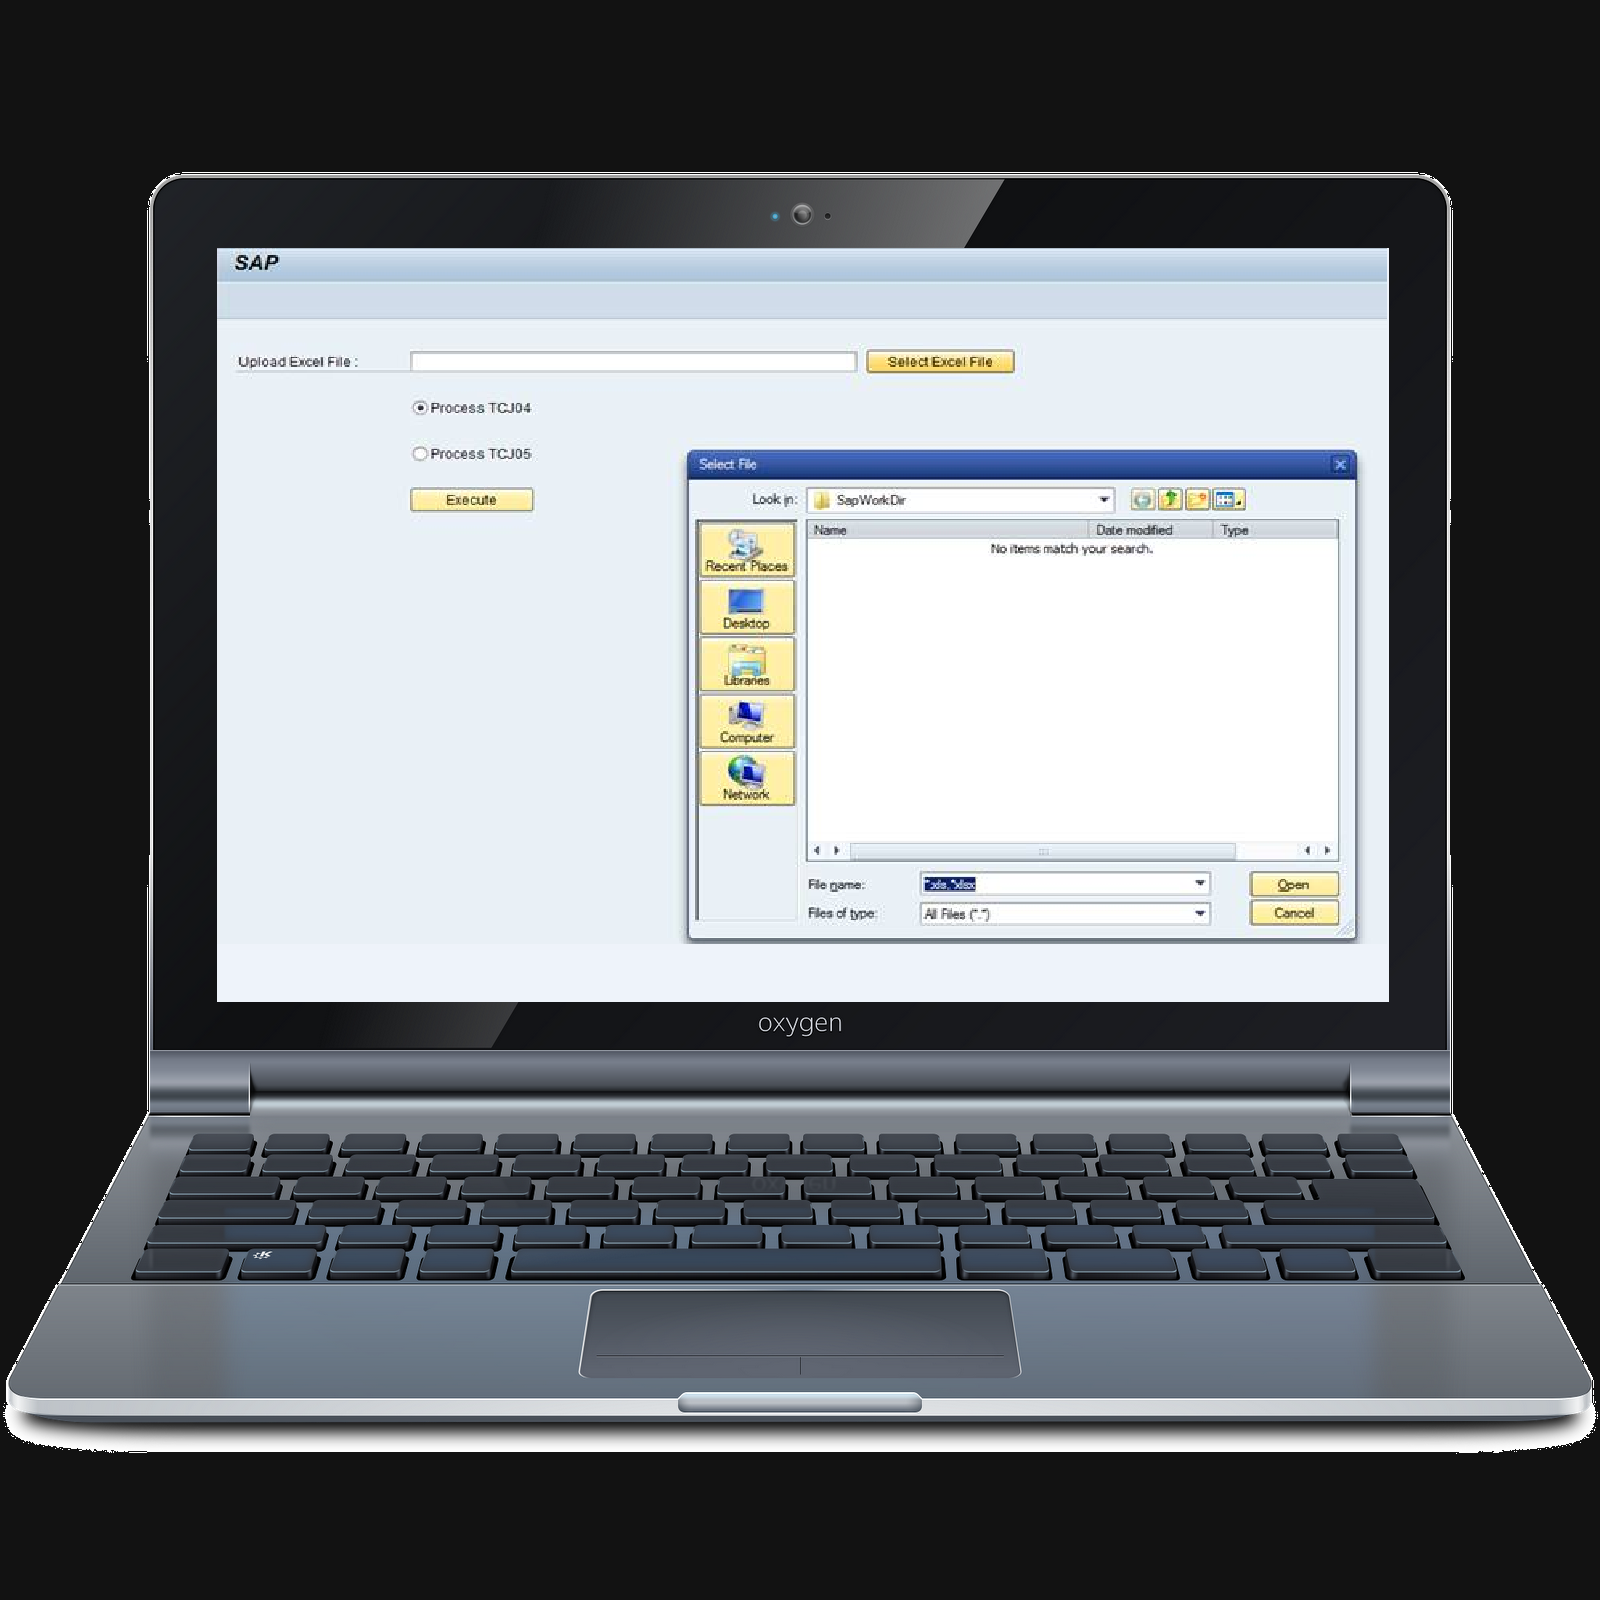 SAP
Upload Excel File :
Select Excel File
Process TCJ04
Process TCJ05
Execute
Select File
Look in:
SapWorkDir
Name
Date modified
Type
No items match your search.
Recent Places
Desktop
Libraries
Computer
Network
File name:
*.xls,*.xlsx
Open
Files of type:
All Files (*.*)
Cancel
oxygen